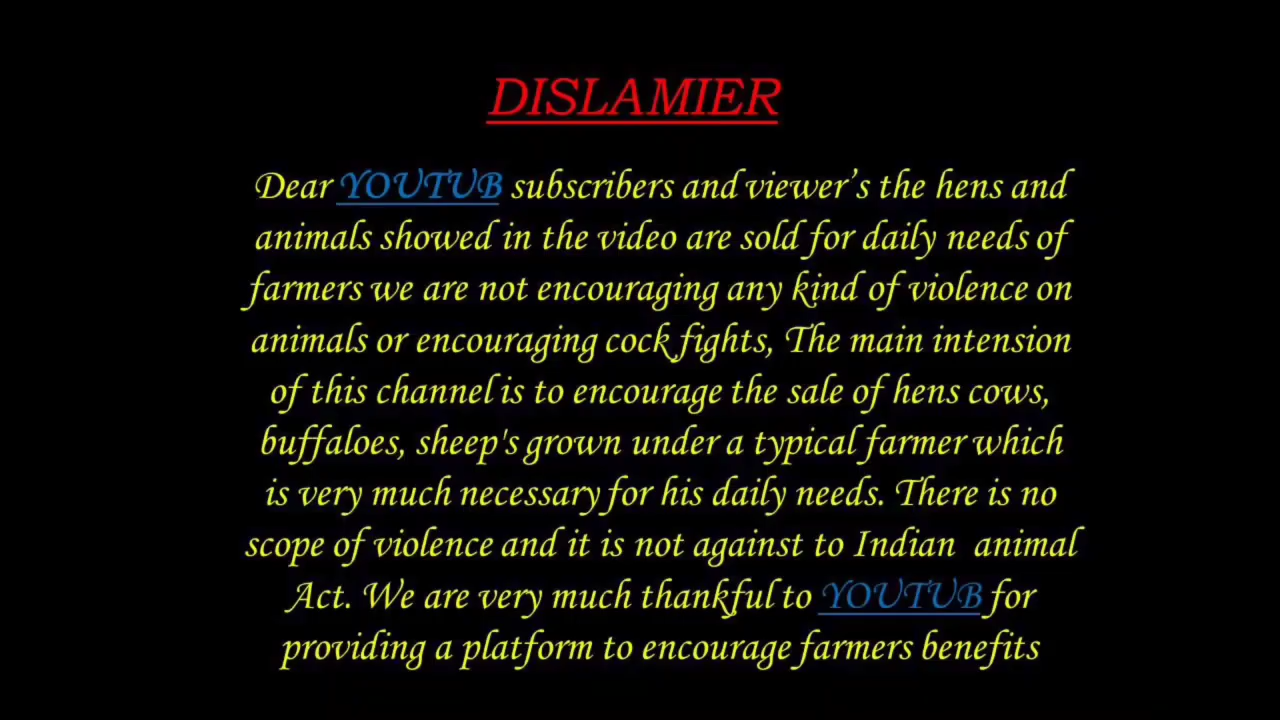 DISLAMIER
Dear YOUTUB subscribers and viewer’s the hens and
animals showed in the video are sold for daily needs of
farmers we are not encouraging any kind of violence on
animals or encouraging cock fights, The main intension
of this channel is to encourage the sale of hens cows,
buffaloes, sheep's grown under a typical farmer which
is very much necessary for his daily needs. There is no
scope of violence and it is not against to Indian  animal
Act. We are very much thankful to YOUTUB for
providing a platform to encourage farmers benefits